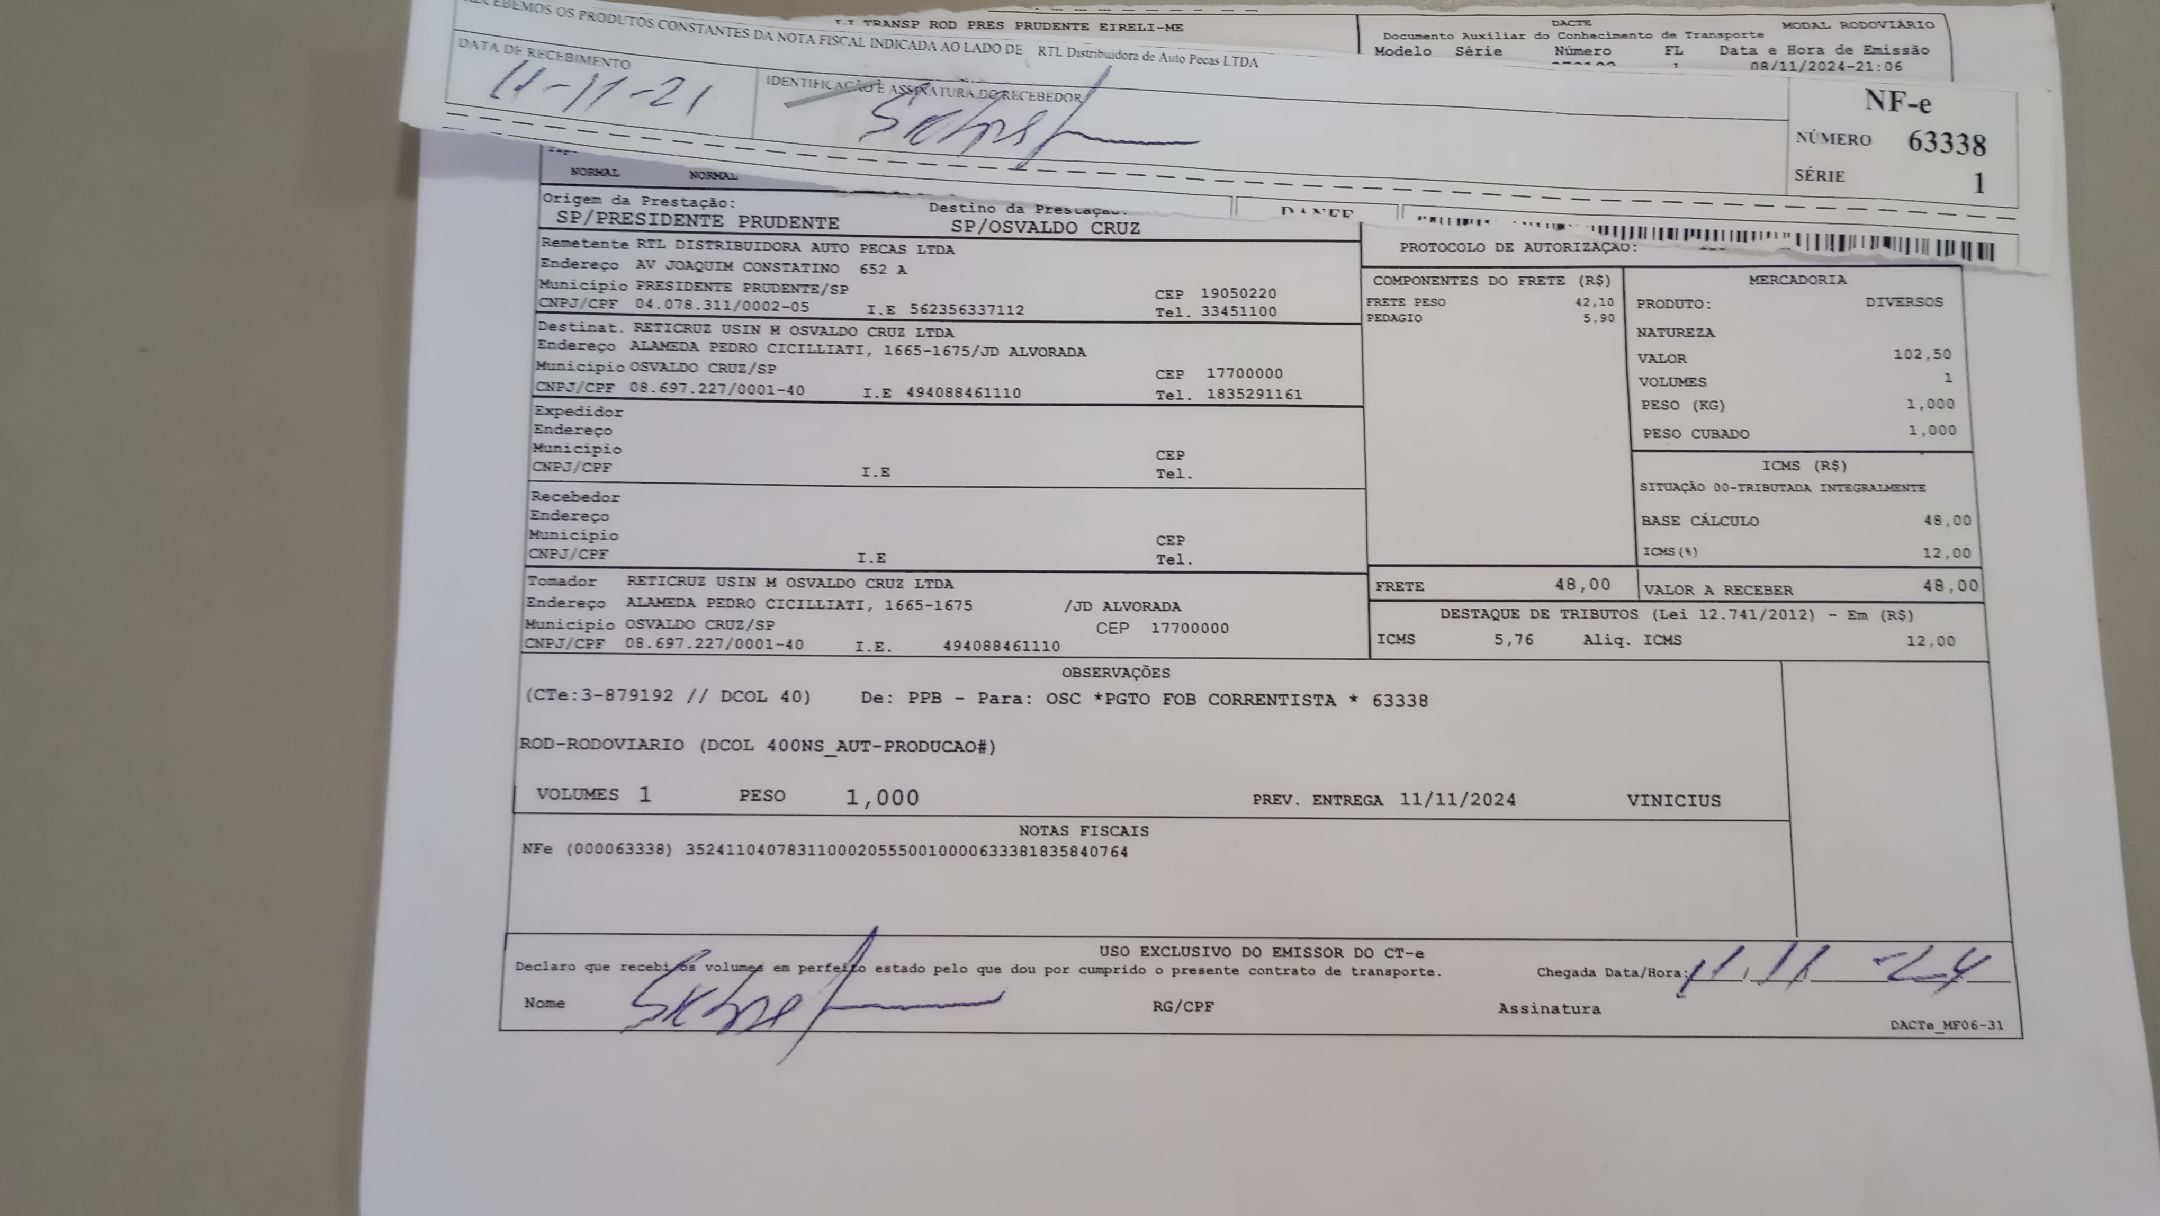 RECEBEMOS OS PRODUTOS CONSTANTES DA NOTA FISCAL INDICADA AO LADO DE RTL Distribuidora de Auto Pecas LTDA
DATA DE RECEBIMENTO
11-11-21
IDENTIFICAÇÃO E ASSINATURA DO RECEBEDOR
NF-e
NÚMERO 63338
SÉRIE 1
TRANSP ROD PRES PRUDENTE EIRELI-ME
DACTE
MODAL RODOVIÁRIO
Documento Auxiliar do Conhecimento de Transporte
Modelo Série Número FL Data e Hora de Emissão
08/11/2024-21:06
NORMAL NORMAL
DANFE
Origem da Prestação: Destino da Prestação:
SP/PRESIDENTE PRUDENTE SP/OSVALDO CRUZ
PROTOCOLO DE AUTORIZAÇÃO:
Remetente RTL DISTRIBUIDORA AUTO PECAS LTDA
Endereço AV JOAQUIM CONSTATINO 652 A
Município PRESIDENTE PRUDENTE/SP CEP 19050220
CNPJ/CPF 04.078.311/0002-05 I.E 562356337112 Tel. 33451100
Destinat. RETICRUZ USIN M OSVALDO CRUZ LTDA
Endereço ALAMEDA PEDRO CICILLIATI, 1665-1675/JD ALVORADA
Município OSVALDO CRUZ/SP CEP 17700000
CNPJ/CPF 08.697.227/0001-40 I.E 494088461110 Tel. 1835291161
Expedidor
Endereço
Município CEP
CNPJ/CPF I.E Tel.
Recebedor
Endereço
Município CEP
CNPJ/CPF I.E Tel.
Tomador RETICRUZ USIN M OSVALDO CRUZ LTDA
Endereço ALAMEDA PEDRO CICILLIATI, 1665-1675 /JD ALVORADA
Município OSVALDO CRUZ/SP CEP 17700000
CNPJ/CPF 08.697.227/0001-40 I.E. 494088461110
COMPONENTES DO FRETE (R$)
FRETE PESO 42,10
PEDAGIO 5,90
MERCADORIA
PRODUTO: DIVERSOS
NATUREZA
VALOR 102,50
VOLUMES 1
PESO (KG) 1,000
PESO CUBADO 1,000
ICMS (R$)
SITUAÇÃO 00-TRIBUTADA INTEGRALMENTE
BASE CÁLCULO 48,00
ICMS(%) 12,00
FRETE 48,00 VALOR A RECEBER 48,00
DESTAQUE DE TRIBUTOS (Lei 12.741/2012) - Em (R$)
ICMS 5,76 Aliq. ICMS 12,00
OBSERVAÇÕES
(CTe:3-879192 // DCOL 40) De: PPB - Para: OSC *PGTO FOB CORRENTISTA * 63338
ROD-RODOVIARIO (DCOL 400NS_AUT-PRODUCAO#)
VOLUMES 1 PESO 1,000 PREV. ENTREGA 11/11/2024 VINICIUS
NOTAS FISCAIS
NFe (000063338) 35241104078311000205550010000633381835840764
USO EXCLUSIVO DO EMISSOR DO CT-e
Declaro que recebi os volumes em perfeito estado pelo que dou por cumprido o presente contrato de transporte. Chegada Data/Hora: 11.11-24
Nome RG/CPF Assinatura
DACTe_MF06-31